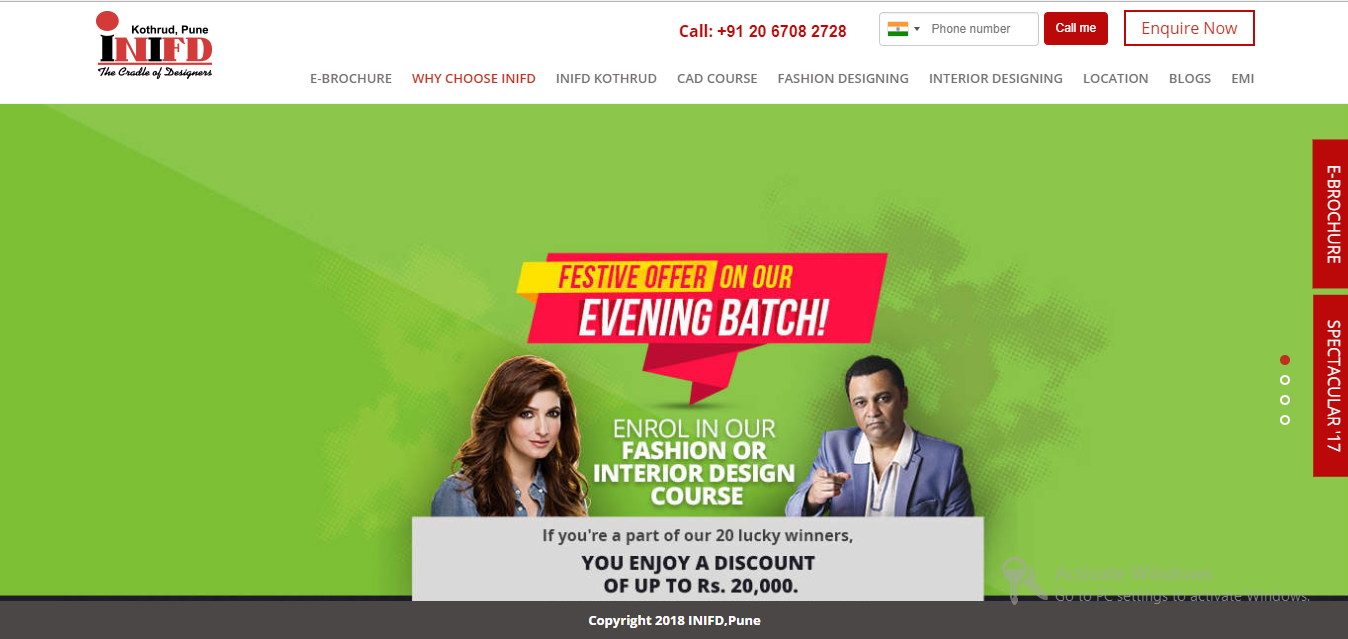 Kothrud, Pune
INIFD
The Cradle of Designers
Call: +91 20 6708 2728
Phone number
Call me
Enquire Now
E-BROCHURE WHY CHOOSE INIFD INIFD KOTHRUD CAD COURSE FASHION DESIGNING INTERIOR DESIGNING LOCATION BLOGS EMI
E-BROCHURE
SPECTACULAR '17
FESTIVE OFFER ON OUR
EVENING BATCH!
ENROL IN OUR
FASHION OR
INTERIOR DESIGN
COURSE
If you're a part of our 20 lucky winners,
YOU ENJOY A DISCOUNT
OF UP TO Rs. 20,000.
Activate Windows
Go to PC settings to activate Windows.
Copyright 2018 INIFD,Pune